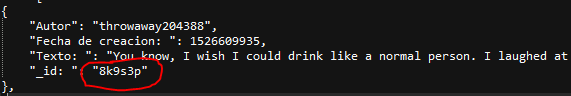 {
"Autor": "throwaway204388",
"Fecha de creacion: ": 1526609935,
"Texto: ": "You know, I wish I could drink like a normal person. I laughed at
"_id: ": "8k9s3p"
},